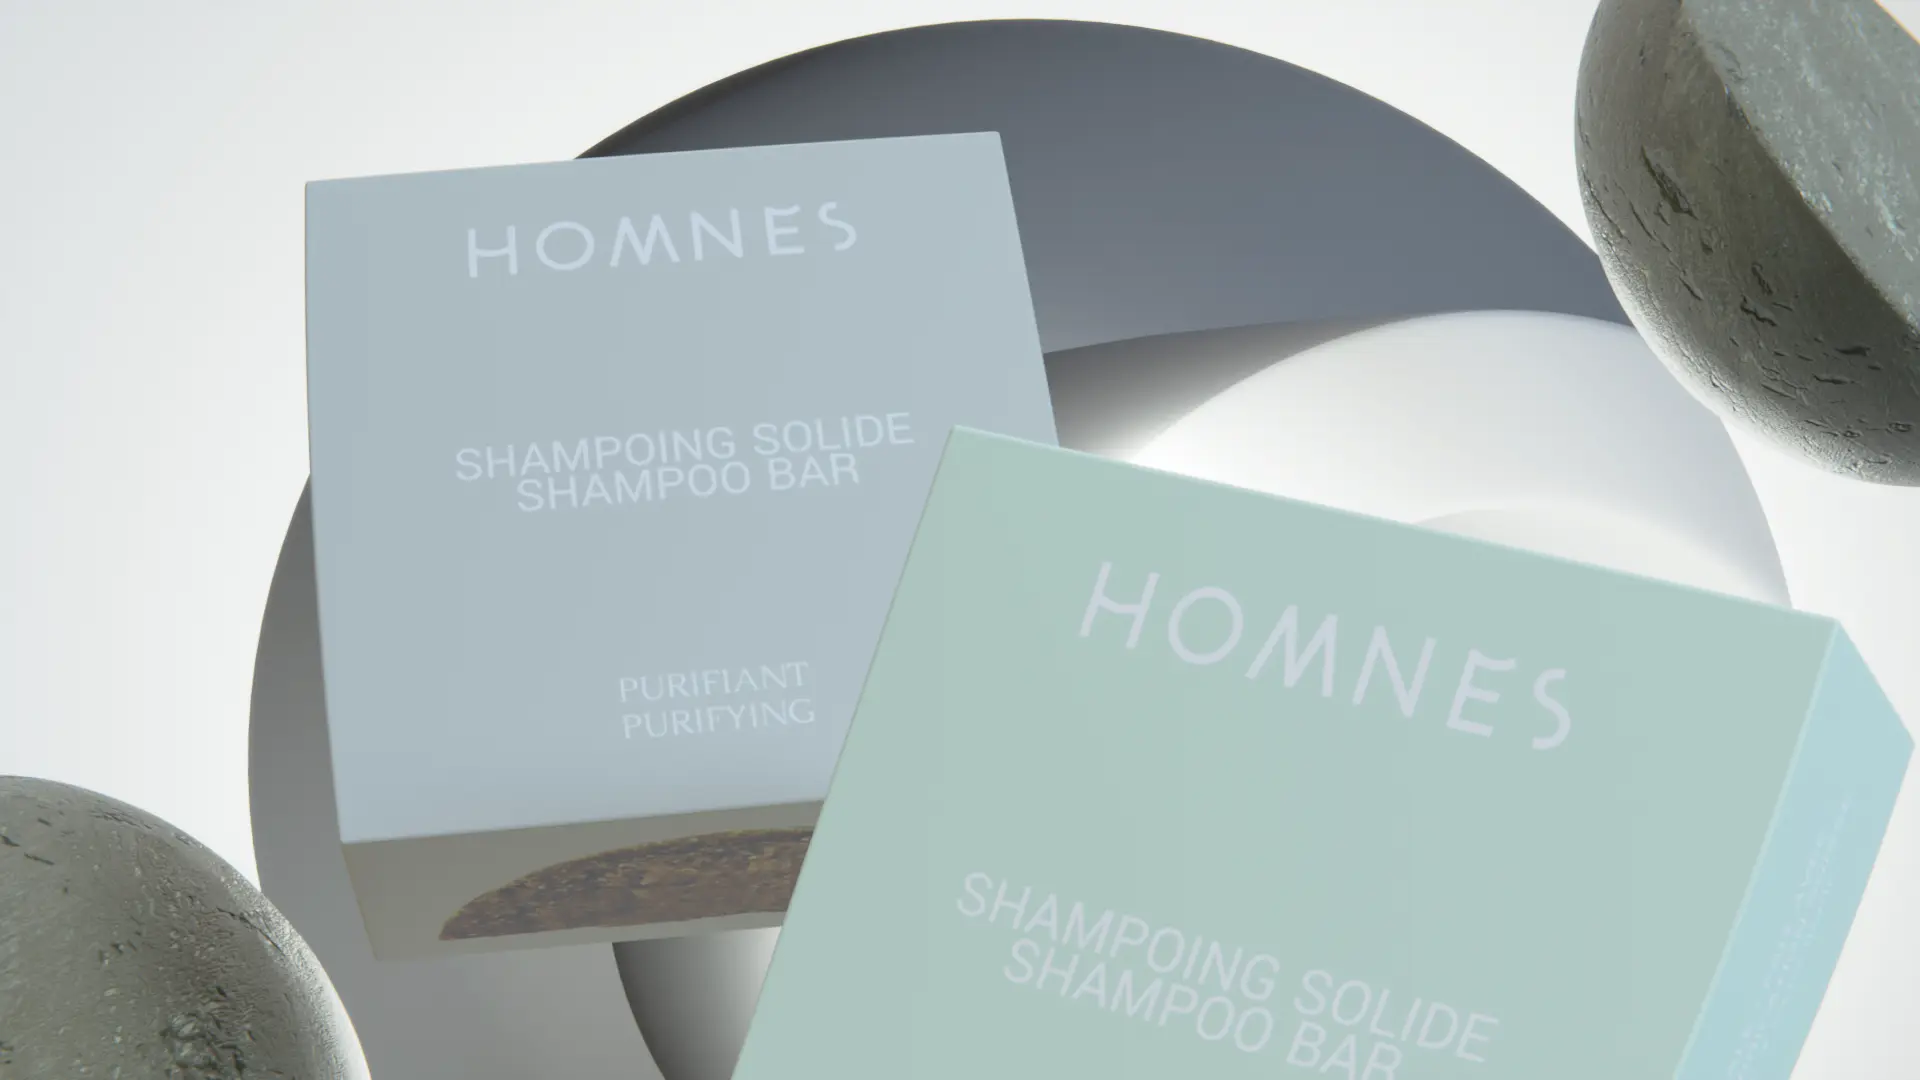 HOMNES
SHAMPOING SOLIDE
SHAMPOO BAR
PURIFIANT
PURIFYING
HOMNES
SHAMPOING SOLIDE
SHAMPOO BAR